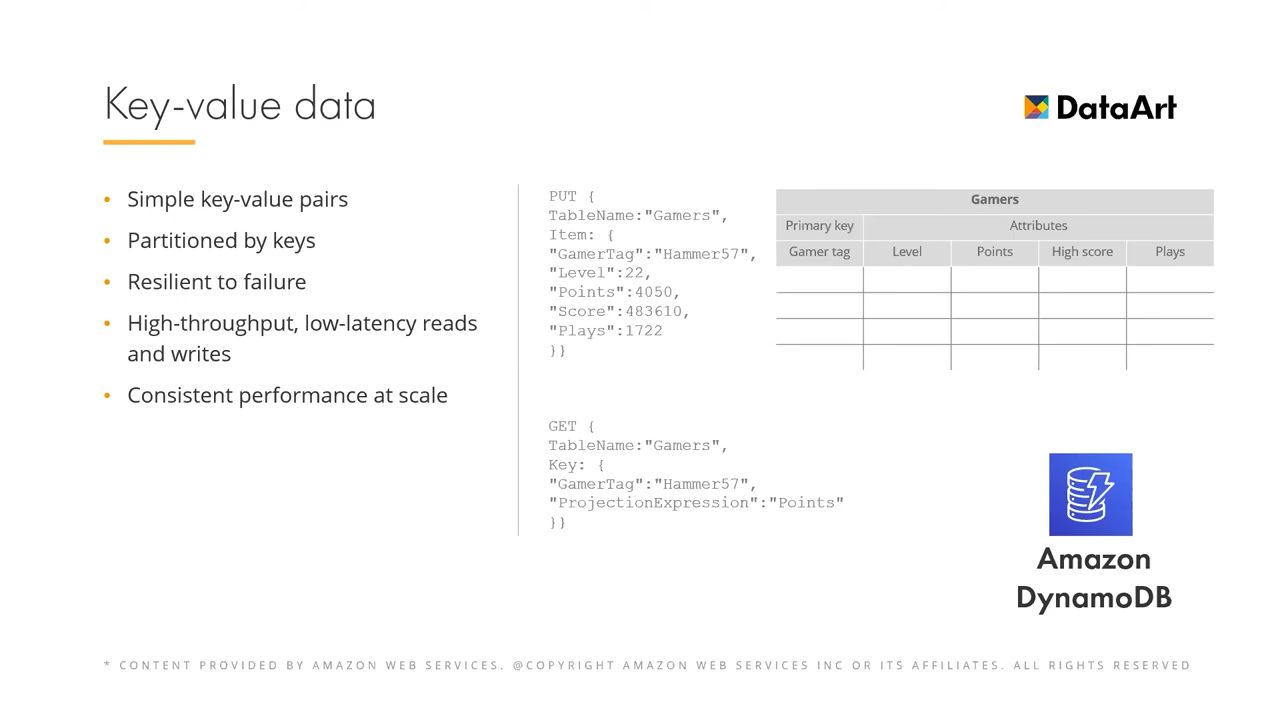 Key-value data
DataArt
• Simple key-value pairs
• Partitioned by keys
• Resilient to failure
• High-throughput, low-latency reads
and writes
• Consistent performance at scale
PUT {
TableName:"Gamers",
Item: {
"GamerTag":"Hammer57",
"Level":22,
"Points":4050,
"Score":483610,
"Plays":1722
}}
GET {
TableName:"Gamers",
Key: {
"GamerTag":"Hammer57",
"ProjectionExpression":"Points"
}}
Gamers
Primary key Attributes
Gamer tag Level Points High score Plays
Amazon
DynamoDB
* CONTENT PROVIDED BY AMAZON WEB SERVICES. @COPYRIGHT AMAZON WEB SERVICES INC OR ITS AFFILIATES. ALL RIGHTS RESERVED